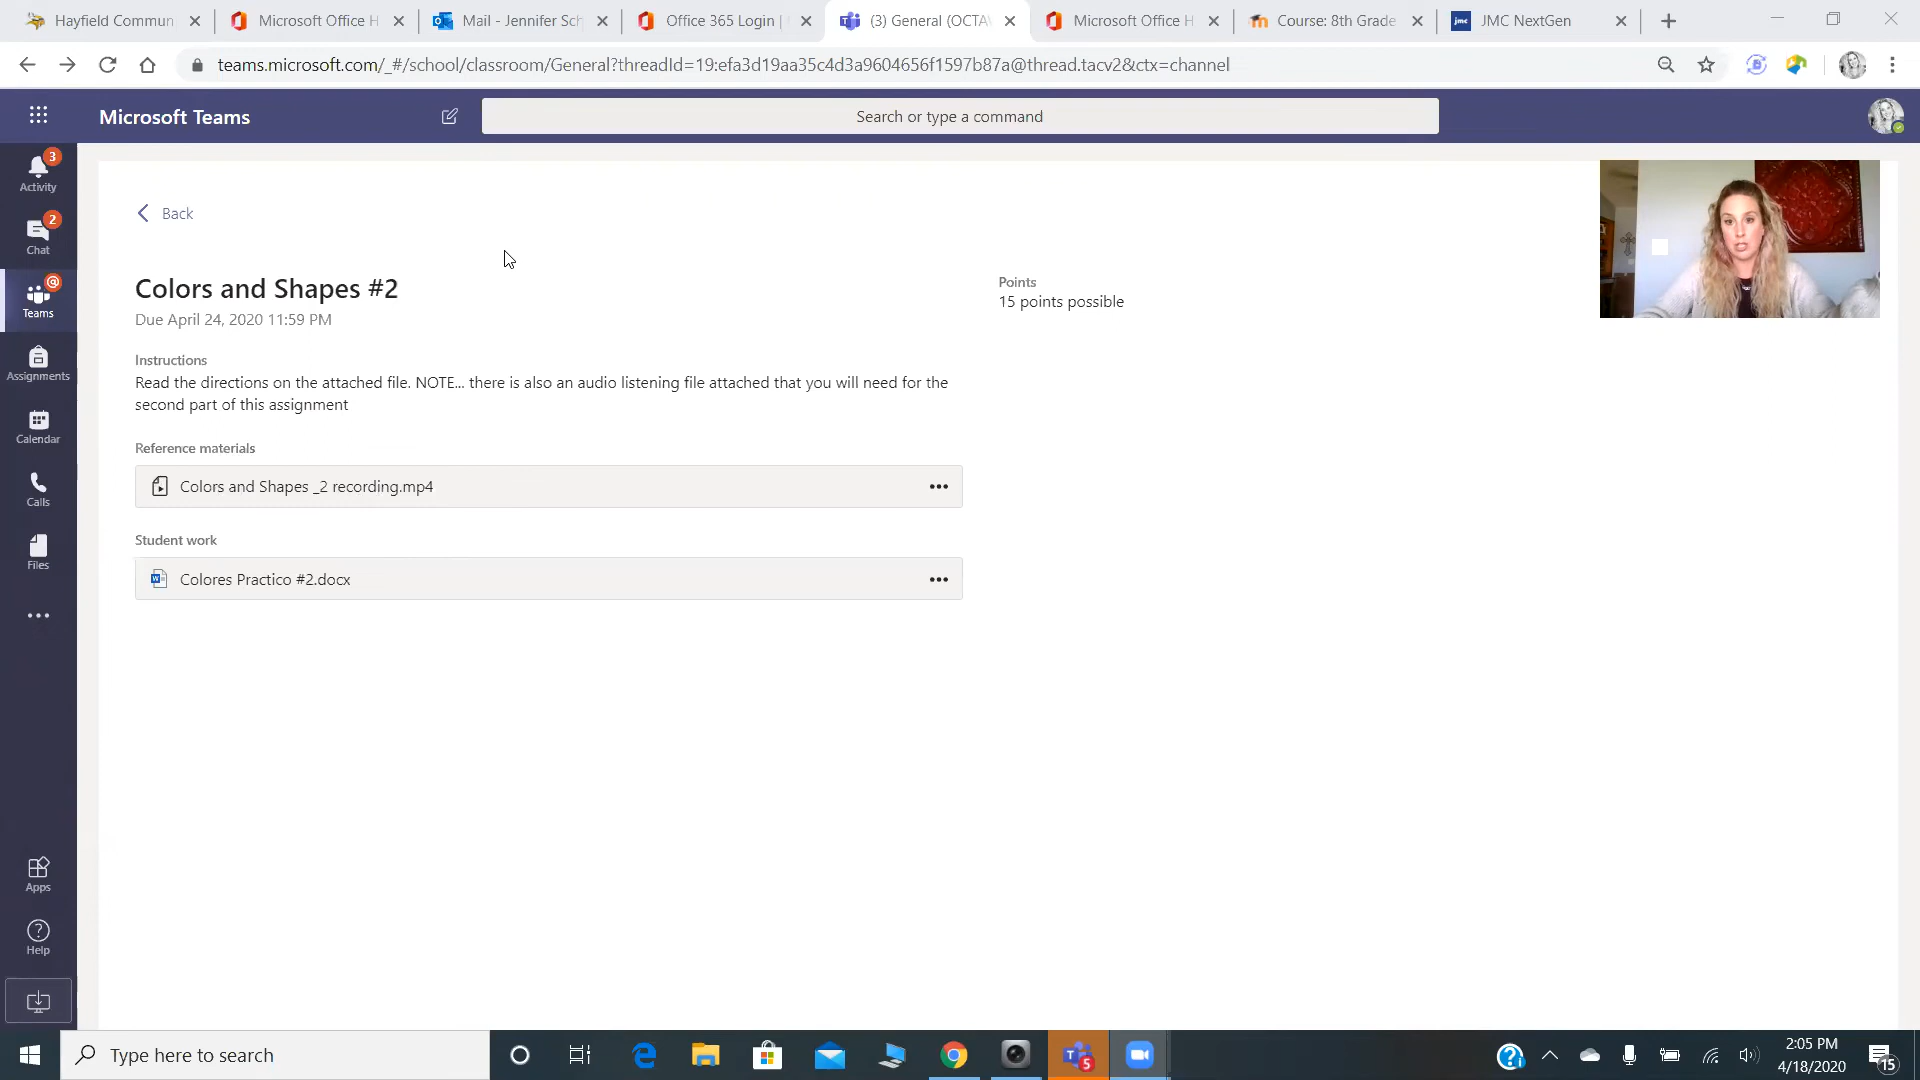 Hayfield Commun
Microsoft Office H
Mail - Jennifer Sch
Office 365 Login |
(3) General (OCTA
Microsoft Office H
Course: 8th Grade
jmc JMC NextGen
teams.microsoft.com/_#/school/classroom/General?threadId=19:efa3d19aa35c4d3a9604656f1597b87a@thread.tacv2&ctx=channel
Microsoft Teams
Search or type a command
3
Activity
2
Chat
@
Teams
Assignments
Calendar
Calls
Files
Apps
Help
Back
Colors and Shapes #2
Due April 24, 2020 11:59 PM
Points
15 points possible
Instructions
Read the directions on the attached file. NOTE... there is also an audio listening file attached that you will need for the
second part of this assignment
Reference materials
Colors and Shapes _2 recording.mp4
Student work
Colores Practico #2.docx
Type here to search
2:05 PM
4/18/2020
15